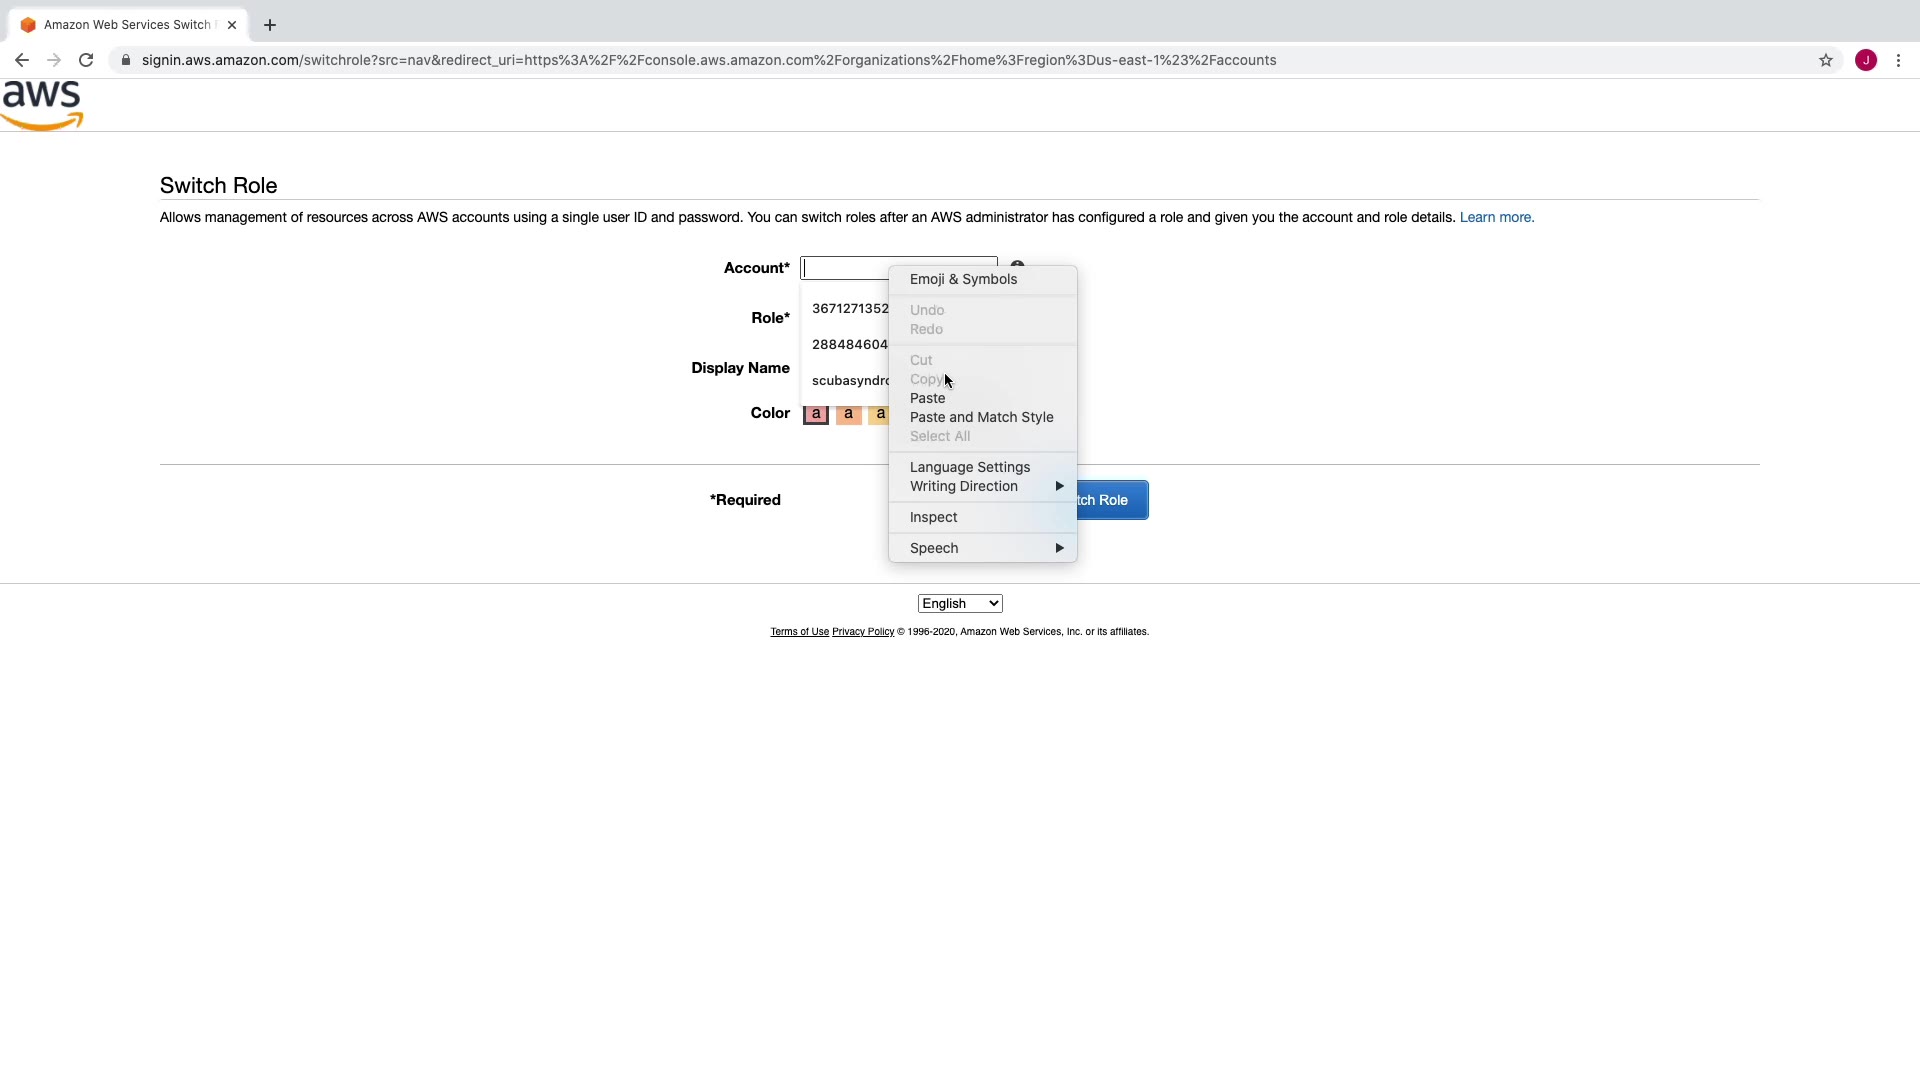 Amazon Web Services Switch
signin.aws.amazon.com/switchrole?src=nav&redirect_uri=https%3A%2F%2Fconsole.aws.amazon.com%2Forganizations%2Fhome%3Fregion%3Dus-east-1%23%2Faccounts
J
aws
Switch Role
Allows management of resources across AWS accounts using a single user ID and password. You can switch roles after an AWS administrator has configured a role and given you the account and role details. Learn more.
Account*
Emoji & Symbols
3671271352
Undo
Role*
Redo
288484604
Cut
Display Name
Copy
scubasyndro
Paste
Color
a a a
Paste and Match Style
Select All
Language Settings
Writing Direction
*Required
tch Role
Inspect
Speech
English
Terms of Use Privacy Policy © 1996-2020, Amazon Web Services, Inc. or its affiliates.